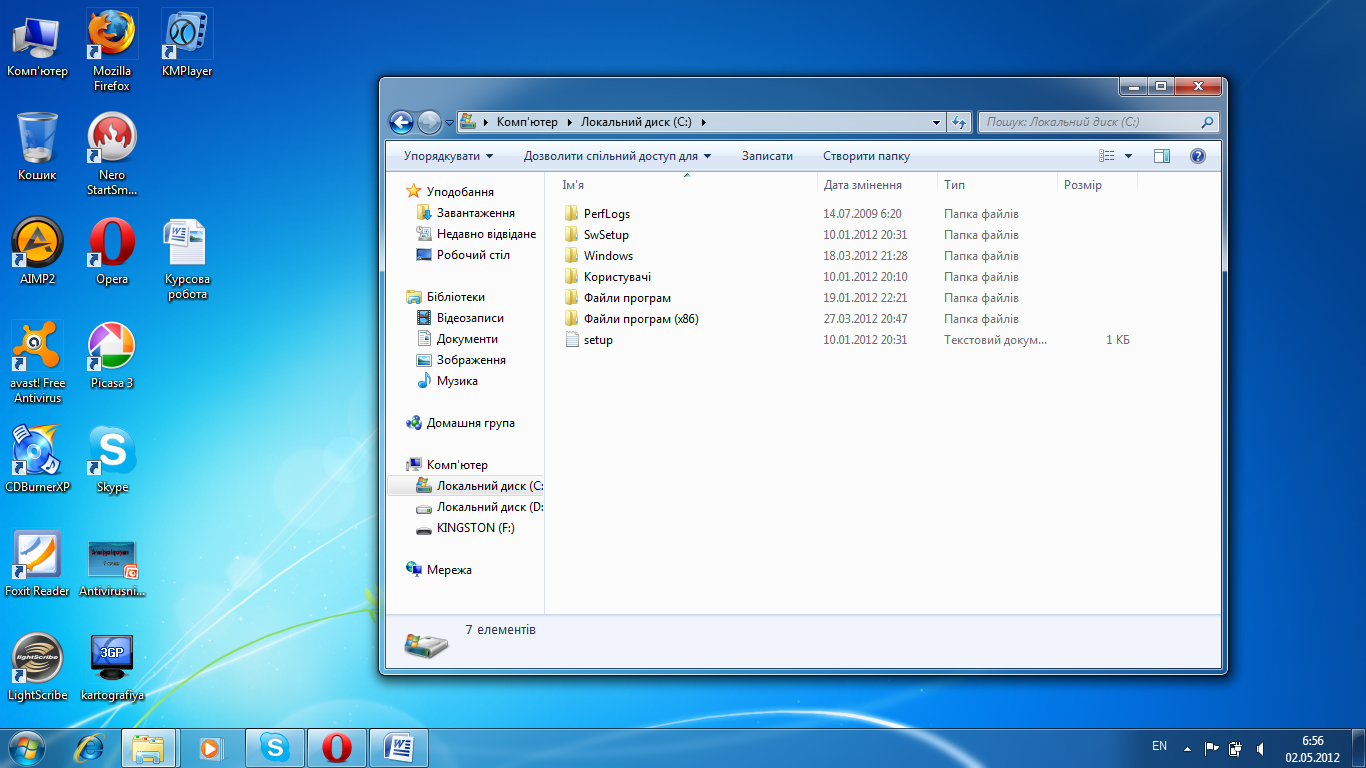 Комп'ютер
Mozilla
Firefox
KMPlayer
Кошик
Nero
StartSm...
AIMP2
Opera
Курсова
робота
avast! Free
Antivirus
Picasa 3
CDBurnerXP
Skype
Foxit Reader
Antivirusni...
lightScribe
LightScribe
3GP
kartografiya
Комп'ютер Локальний диск (C:)
Пошук: Локальний диск (C:)
Упорядкувати Дозволити спільний доступ для Записати Створити папку
Уподобання
Завантаження
Недавно відвідане
Робочий стіл
Бібліотеки
Відеозаписи
Документи
Зображення
Музика
Домашня група
Комп'ютер
Локальний диск (C:
Локальний диск (D:
KINGSTON (F:)
Мережа
Ім'я Дата змінення Тип Розмір
PerfLogs 14.07.2009 6:20 Папка файлів
SwSetup 10.01.2012 20:31 Папка файлів
Windows 18.03.2012 21:28 Папка файлів
Користувачі 10.01.2012 20:10 Папка файлів
Файли програм 19.01.2012 22:21 Папка файлів
Файли програм (x86) 27.03.2012 20:47 Папка файлів
setup 10.01.2012 20:31 Текстовий докум... 1 КБ
7 елементів
EN
6:56
02.05.2012